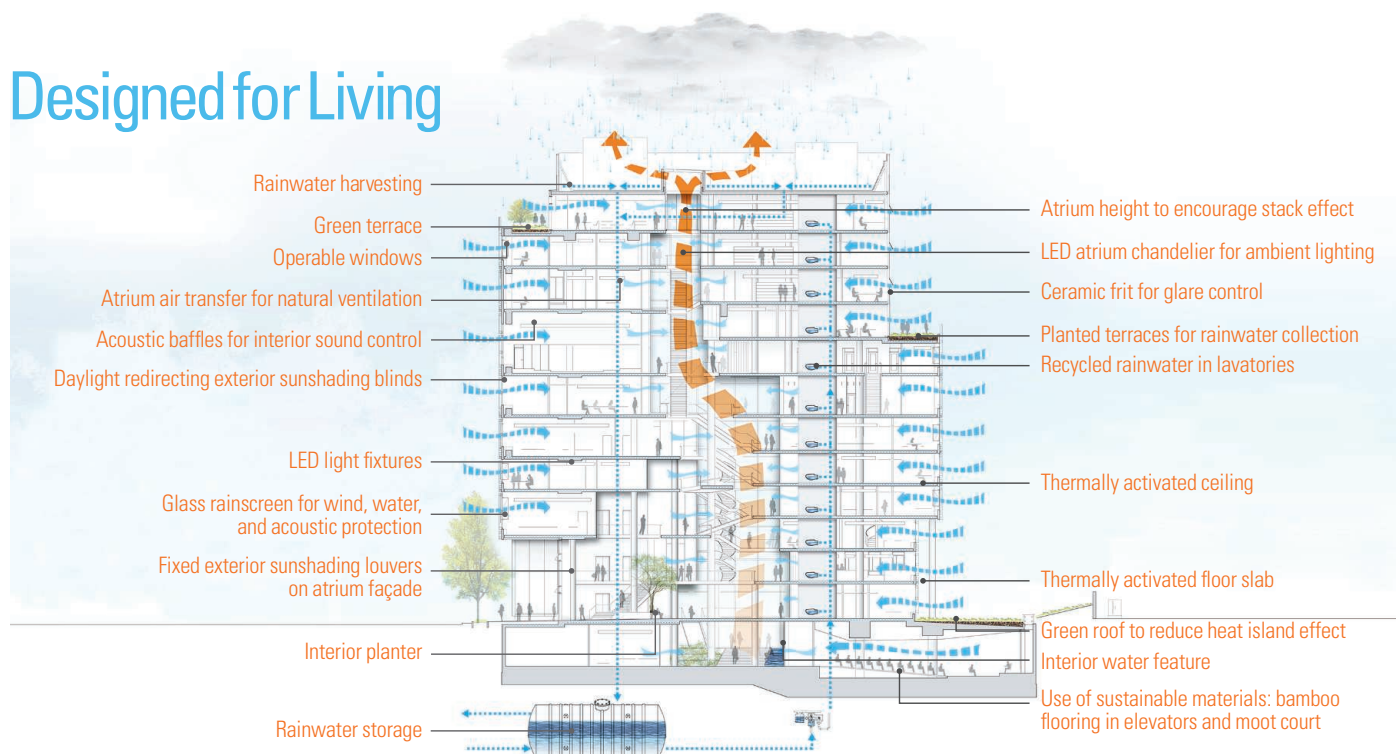 Designed for Living
Rainwater harvesting
Green terrace
Operable windows
Atrium air transfer for natural ventilation
Acoustic baffles for interior sound control
Daylight redirecting exterior sunshading blinds
LED light fixtures
Glass rainscreen for wind, water,
and acoustic protection
Fixed exterior sunshading louvers
on atrium façade
Interior planter
Rainwater storage
Atrium height to encourage stack effect
LED atrium chandelier for ambient lighting
Ceramic frit for glare control
Planted terraces for rainwater collection
Recycled rainwater in lavatories
Thermally activated ceiling
Thermally activated floor slab
Green roof to reduce heat island effect
Interior water feature
Use of sustainable materials: bamboo
flooring in elevators and moot court